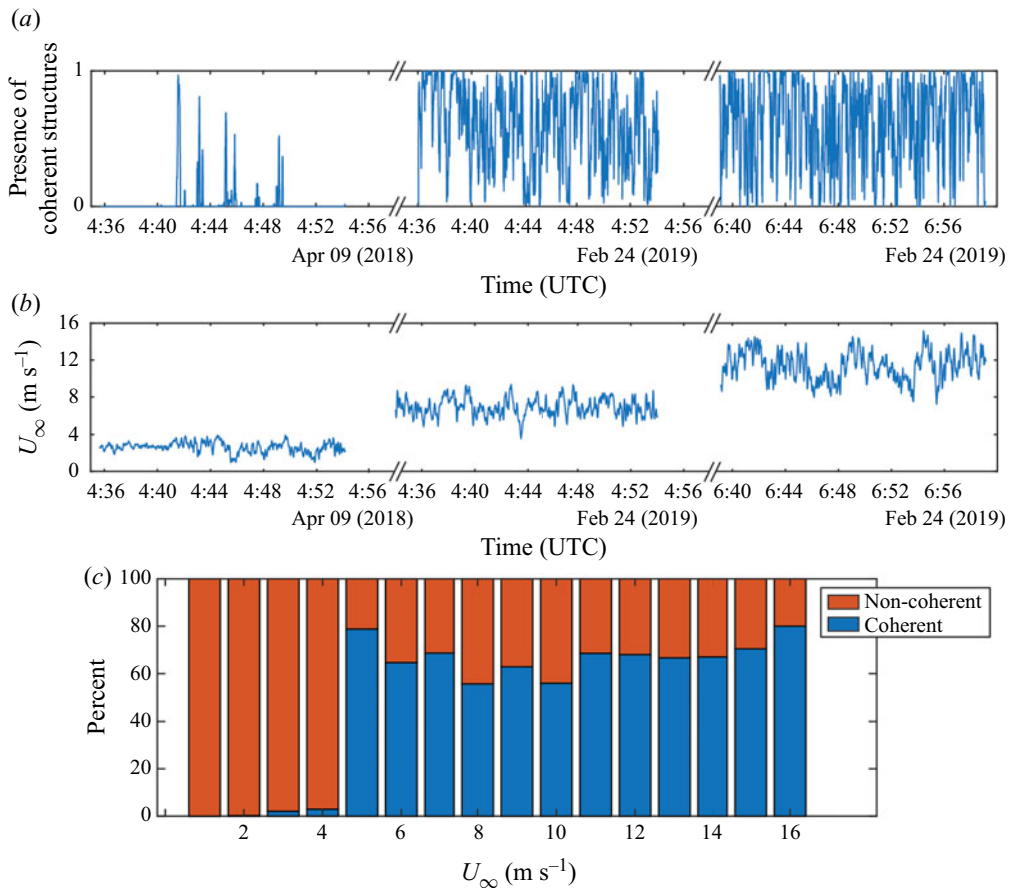 (a)
Presence of
coherent structures
1
0
4:36 4:40 4:44 4:48 4:52 4:56 4:36 4:40 4:44 4:48 4:52 4:56 6:40 6:44 6:48 6:52 6:56
Apr 09 (2018) Feb 24 (2019) Feb 24 (2019)
Time (UTC)
(b)
U∞ (m s−1)
16
12
8
4
0
4:36 4:40 4:44 4:48 4:52 4:56 4:36 4:40 4:44 4:48 4:52 4:56 6:40 6:44 6:48 6:52 6:56
Apr 09 (2018) Feb 24 (2019) Feb 24 (2019)
Time (UTC)
(c)
Percent
100
80
60
40
20
0
Non-coherent
Coherent
2 4 6 8 10 12 14 16
U∞ (m s−1)